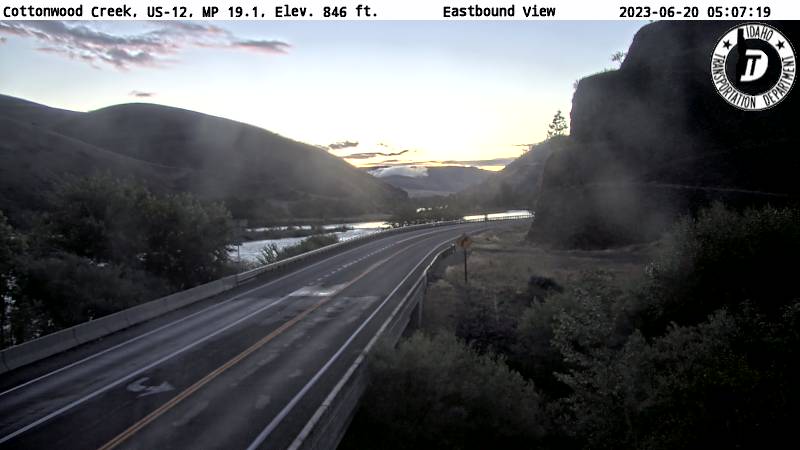 Cottonwood Creek, US-12, MP 19.1, Elev. 846 ft. Eastbound View 2023-06-20 05:07:19
IDAHO
TRANSPORTATION DEPARTMENT